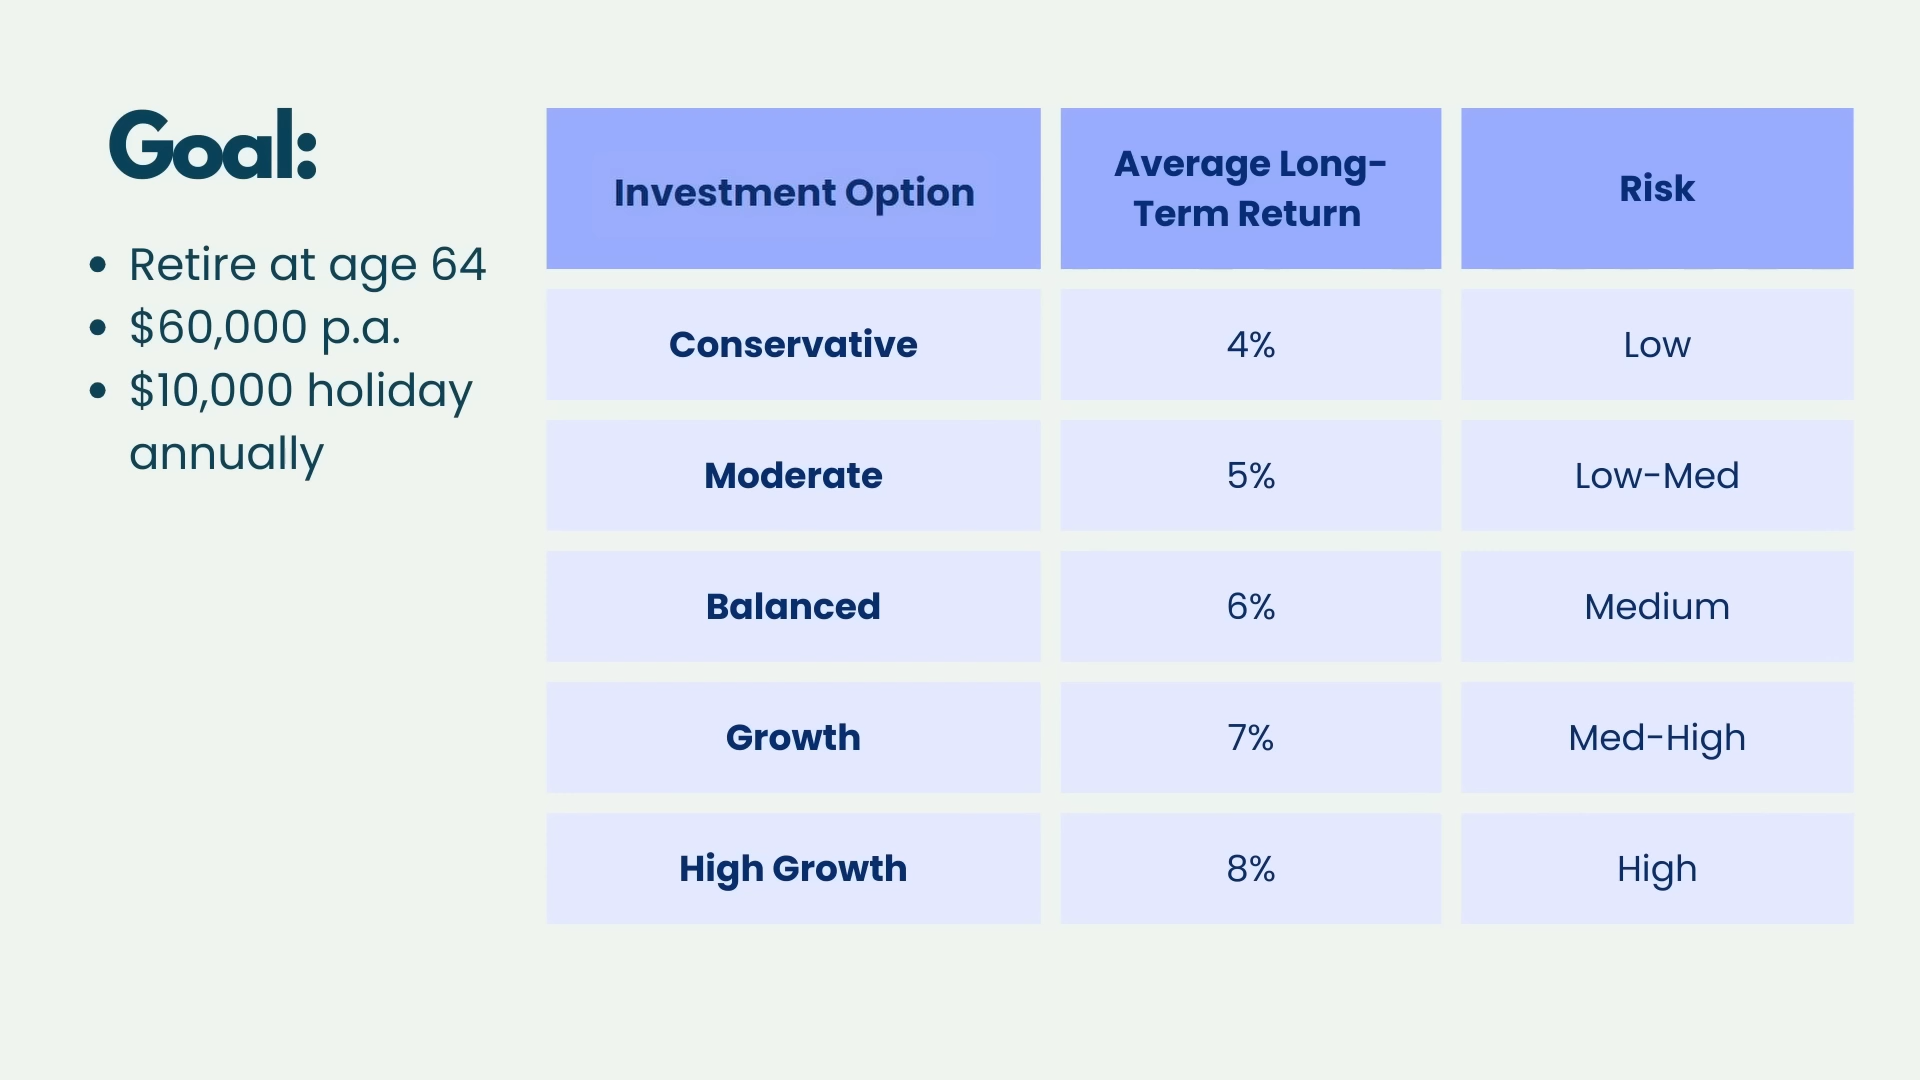 Goal:
• Retire at age 64
• $60,000 p.a.
• $10,000 holiday
annually
Investment Option
Average Long-
Term Return
Risk
Conservative
4%
Low
Moderate
5%
Low-Med
Balanced
6%
Medium
Growth
7%
Med-High
High Growth
8%
High